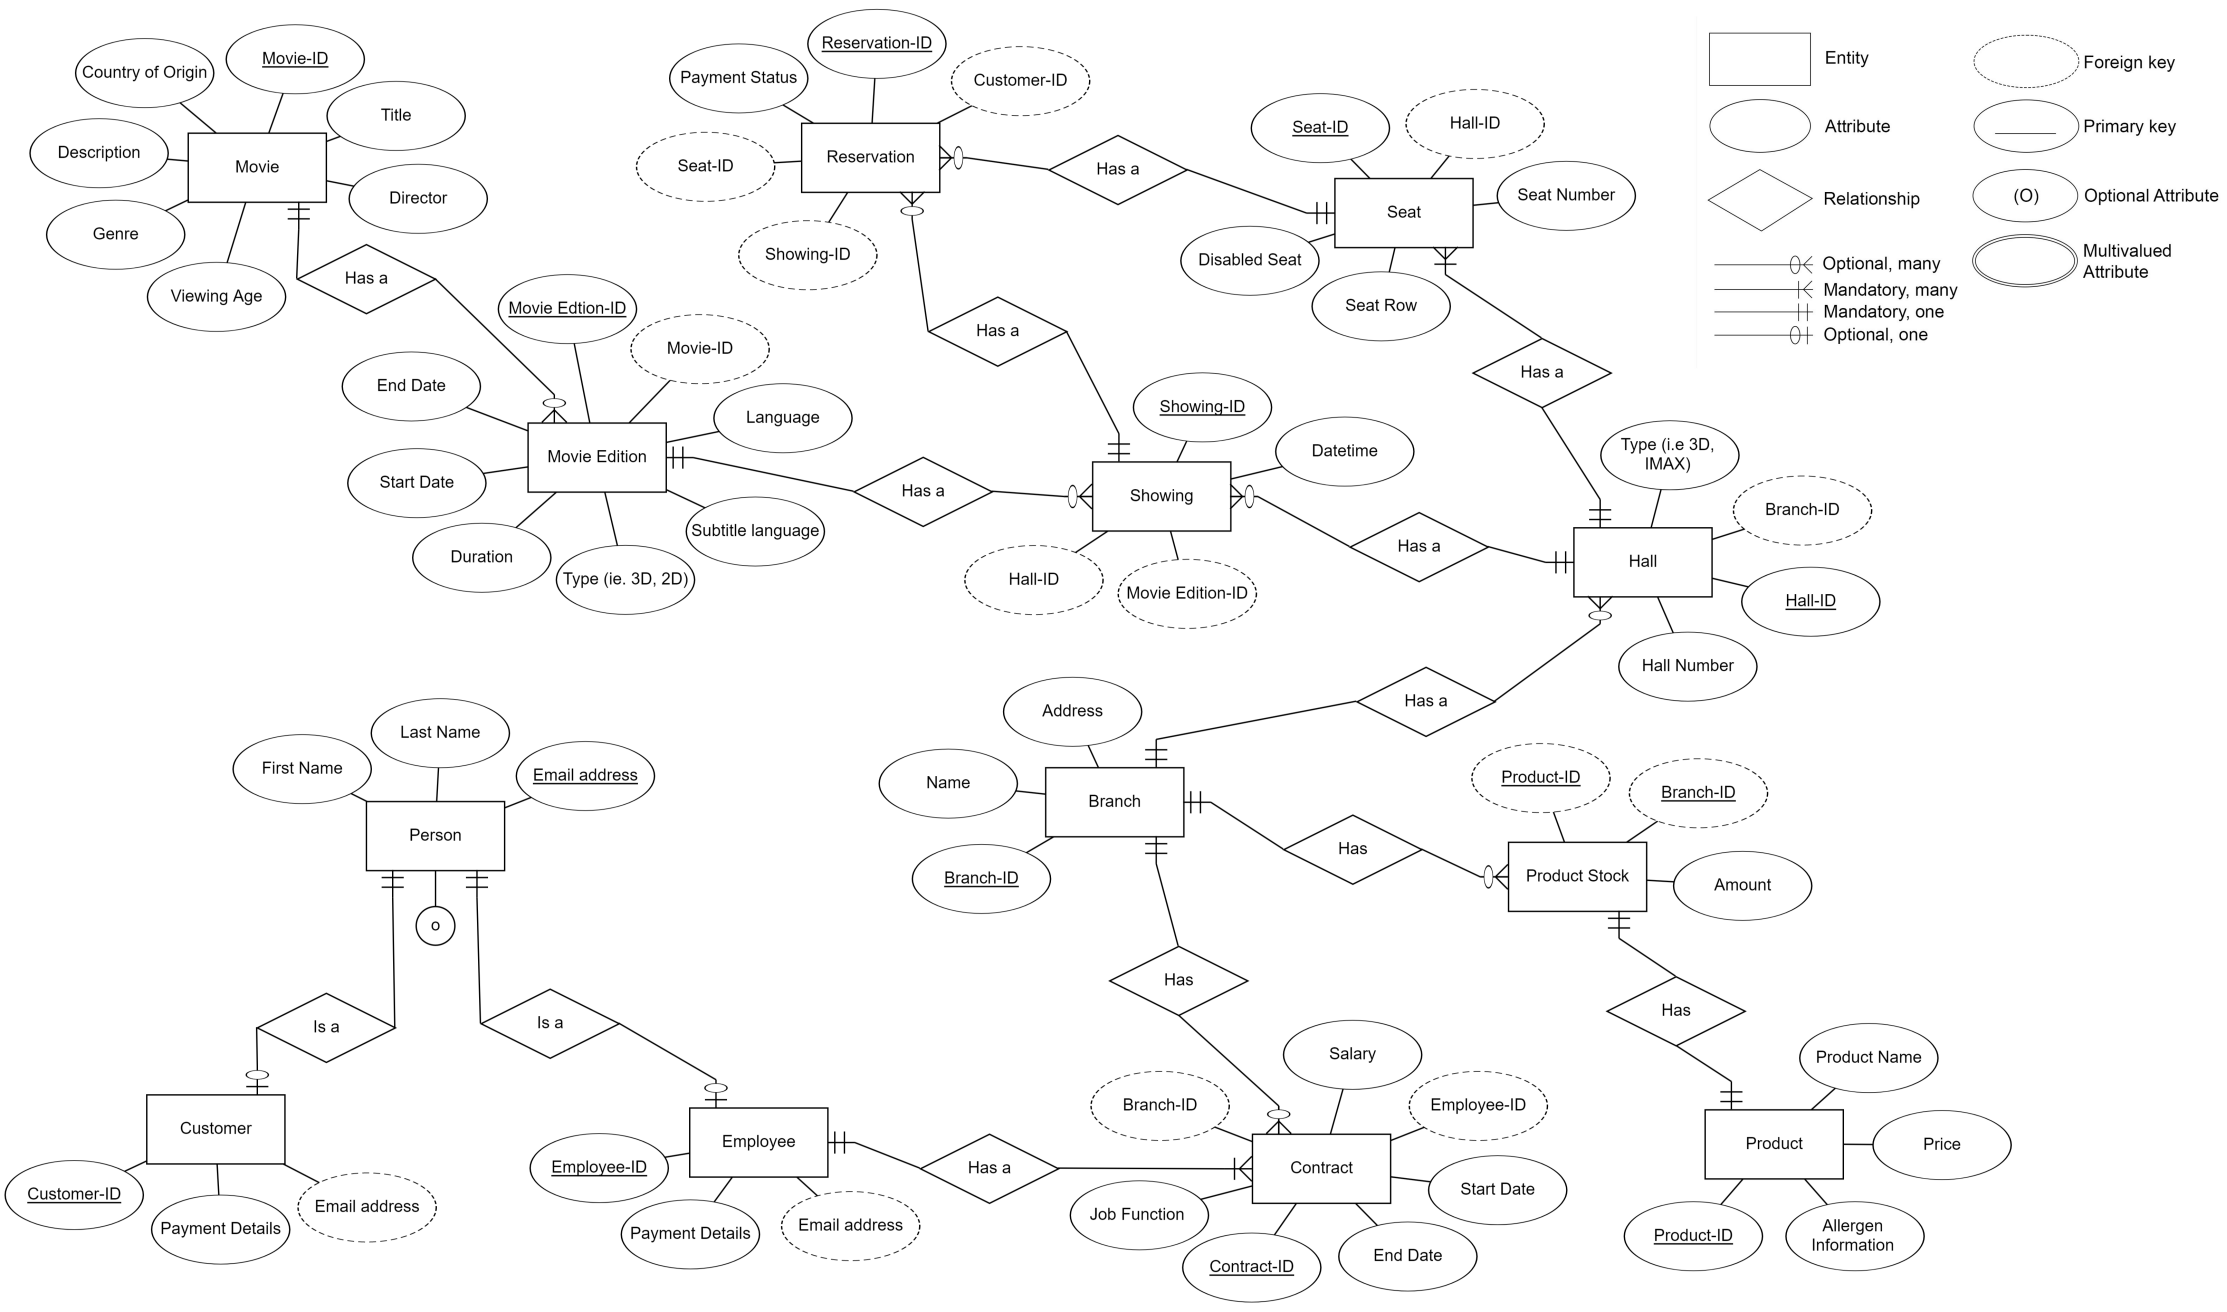 Movie-ID
Country of Origin
Title
Description
Movie
Director
Genre
Viewing Age
Has a
Reservation-ID
Payment Status
Customer-ID
Reservation
Seat-ID
Showing-ID
Has a
Seat-ID
Hall-ID
Seat Number
Seat
Disabled Seat
Seat Row
Entity
Foreign key
Attribute
Primary key
Relationship
(O)
Optional Attribute
Multivalued
Attribute
Optional, many
Mandatory, many
Mandatory, one
Optional, one
Has a
Has a
Movie Edtion-ID
Movie-ID
End Date
Language
Movie Edition
Start Date
Subtitle language
Duration
Type (ie. 3D, 2D)
Has a
Showing-ID
Datetime
Showing
Hall-ID
Movie Edition-ID
Has a
Type (i.e 3D,
IMAX)
Branch-ID
Hall
Hall-ID
Hall Number
Has a
Address
Name
Branch
Branch-ID
Has
Product-ID
Branch-ID
Product Stock
Amount
Last Name
First Name
Email address
Person
o
Is a
Is a
Has
Has
Customer
Customer-ID
Payment Details
Email address
Employee
Employee-ID
Payment Details
Email address
Has a
Salary
Branch-ID
Employee-ID
Contract
Start Date
Job Function
End Date
Contract-ID
Product Name
Product
Price
Product-ID
Allergen
Information